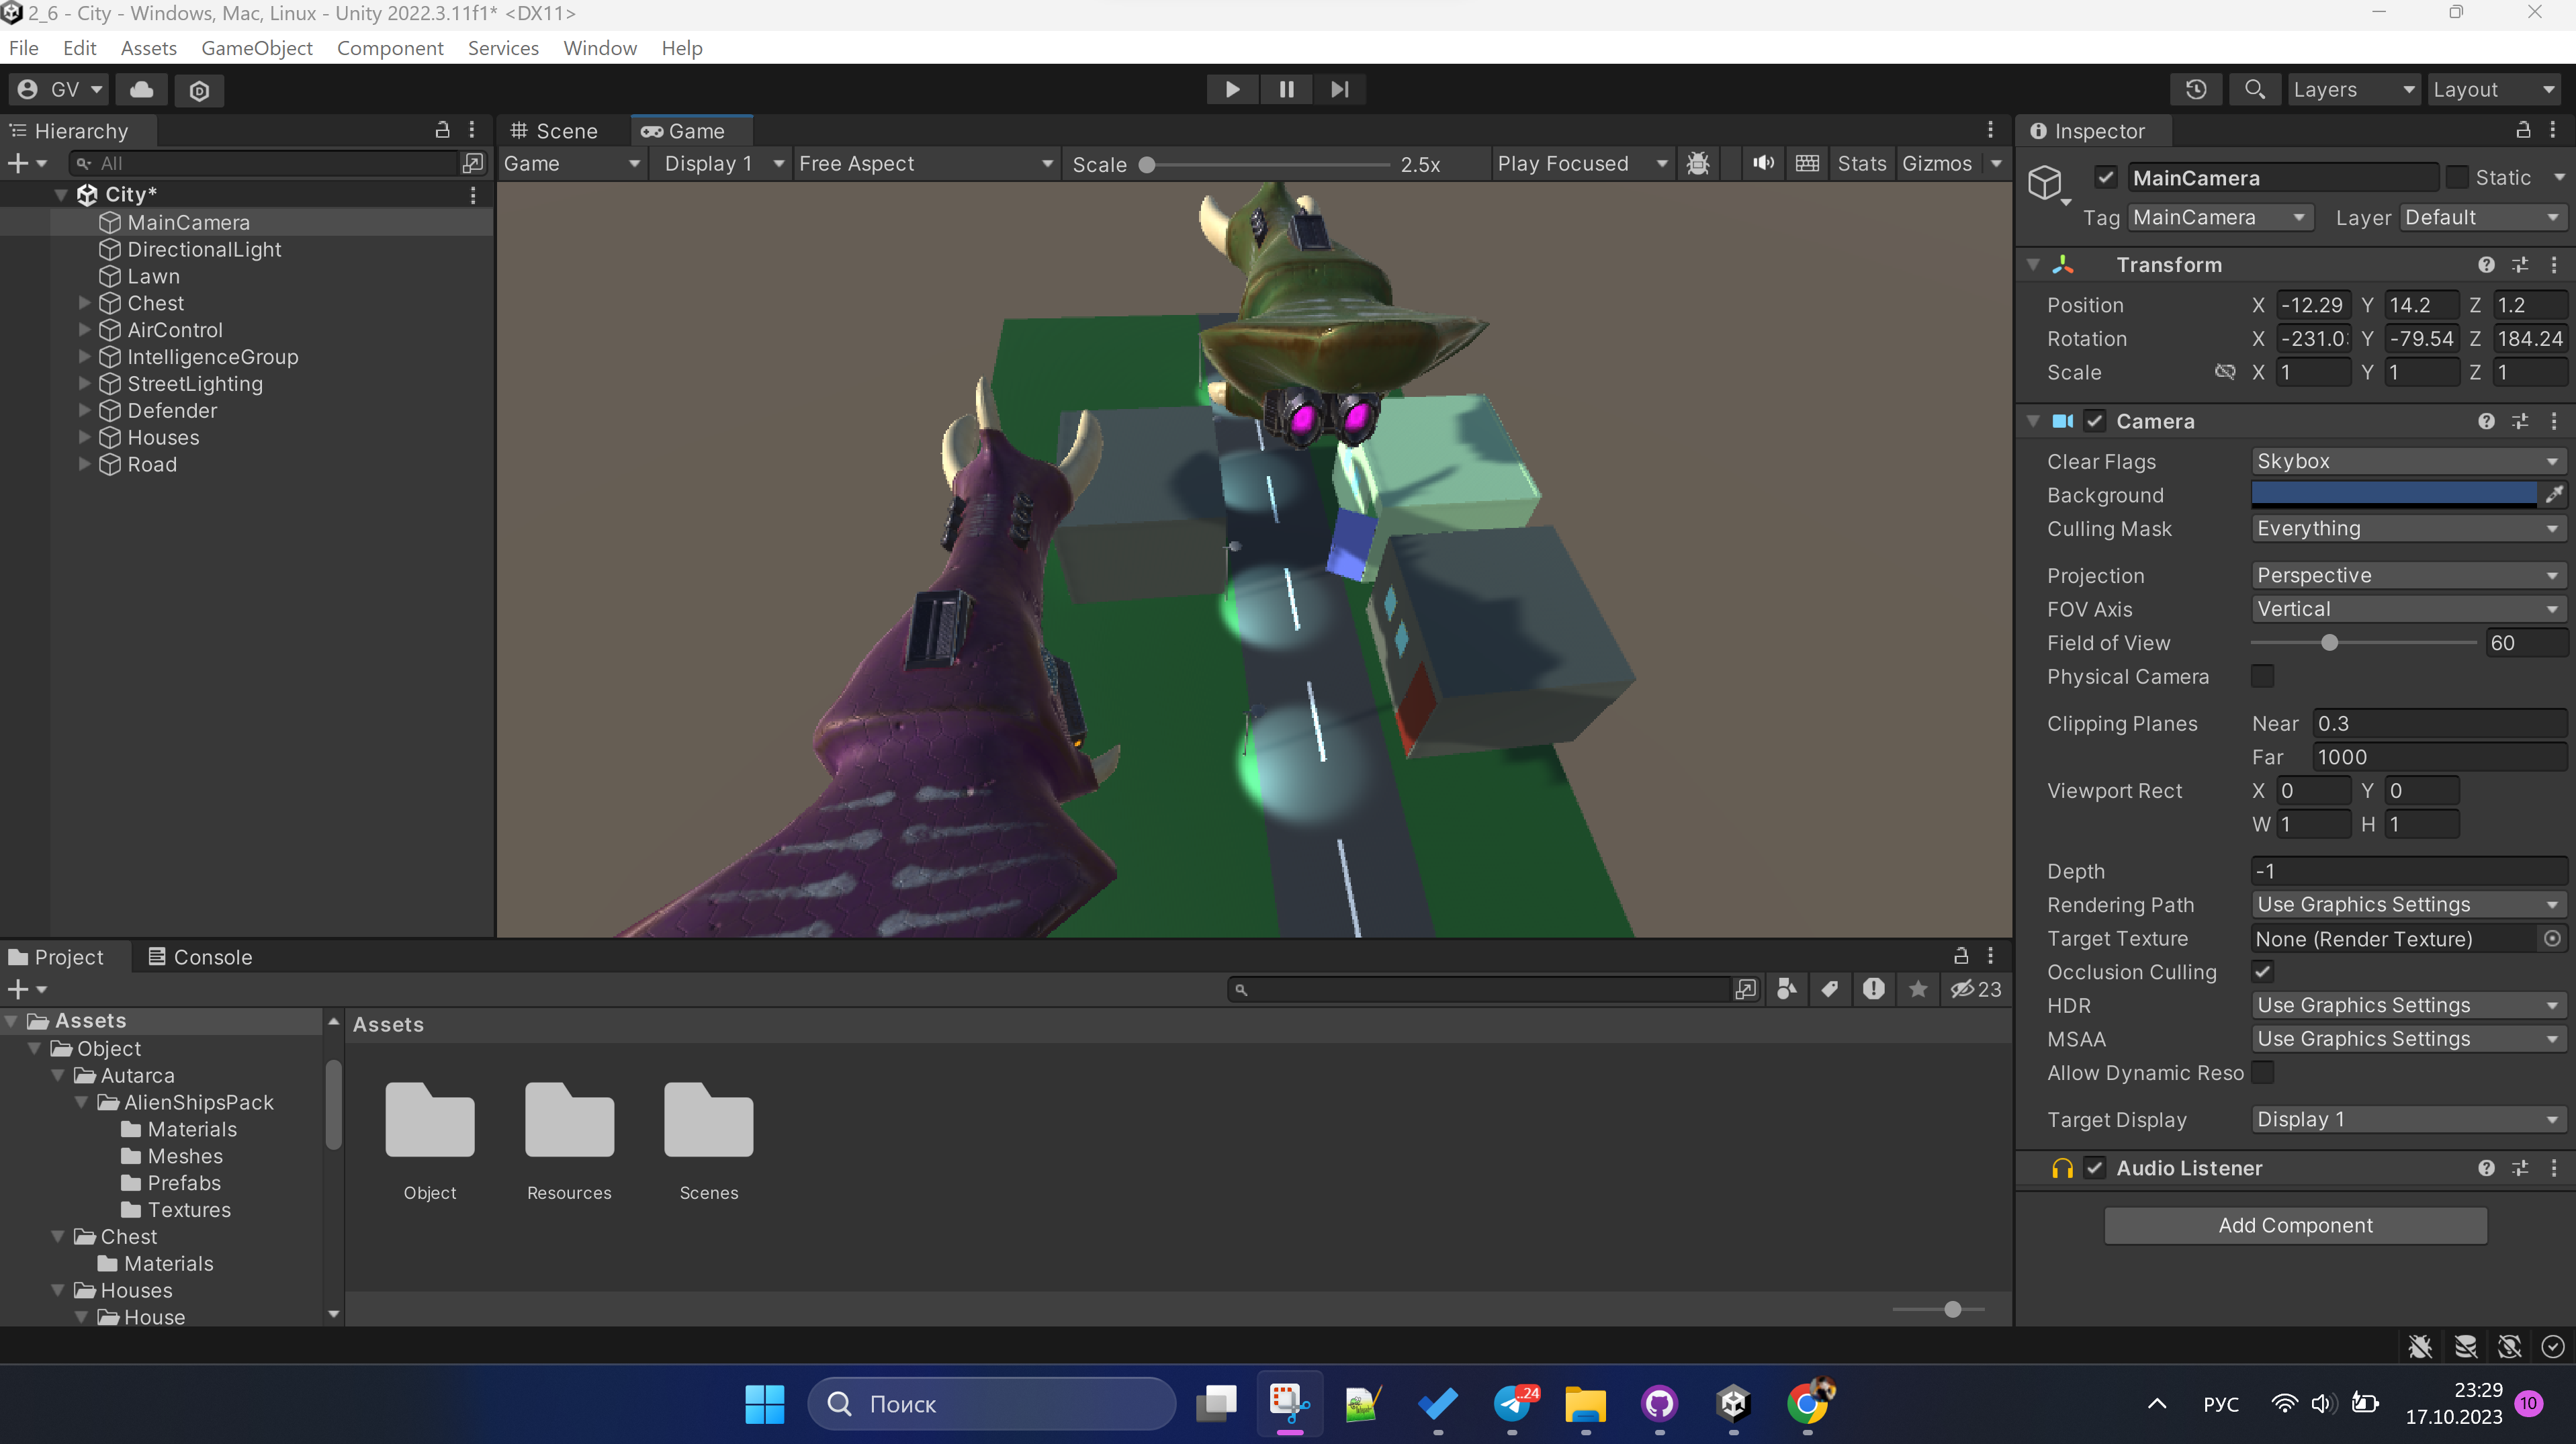 2_6 - City - Windows, Mac, Linux - Unity 2022.3.11f1* <DX11>
File Edit Assets GameObject Component Services Window Help
GV
Layers
Layout
Hierarchy
All
City*
MainCamera
DirectionalLight
Lawn
Chest
AirControl
IntelligenceGroup
StreetLighting
Defender
Houses
Road
Scene Game
Game Display 1 Free Aspect Scale 2.5x Play Focused Stats Gizmos
Inspector
MainCamera Static
Tag MainCamera Layer Default
Transform
Position X -12.29 Y 14.2 Z 1.2
Rotation X -231.0 Y -79.54 Z 184.24
Scale X 1 Y 1 Z 1
Camera
Clear Flags Skybox
Background
Culling Mask Everything
Projection Perspective
FOV Axis Vertical
Field of View 60
Physical Camera
Clipping Planes Near 0.3
Far 1000
Viewport Rect X 0 Y 0
W 1 H 1
Depth -1
Rendering Path Use Graphics Settings
Target Texture None (Render Texture)
Occlusion Culling
HDR Use Graphics Settings
MSAA Use Graphics Settings
Allow Dynamic Reso
Target Display Display 1
Audio Listener
Add Component
Project Console
23
Assets
Object
Autarca
AlienShipsPack
Materials
Meshes
Prefabs
Textures
Chest
Materials
Houses
House
Assets
Object Resources Scenes
Поиск
..24
РУС
23:29
17.10.2023
10